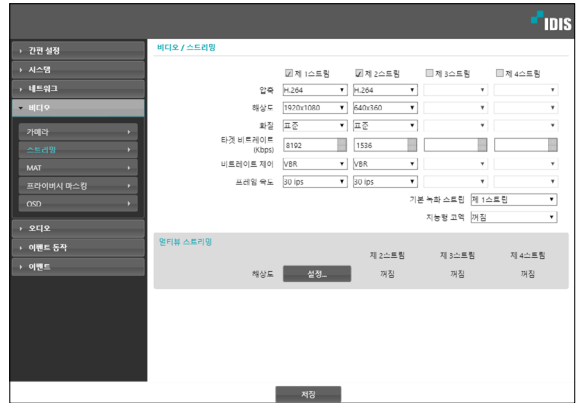 IDIS
간편 설정
시스템
네트워크
비디오
카메라
스트리밍
MAT
프라이버시 마스킹
OSD
오디오
이벤트 동작
이벤트
비디오 / 스트리밍
제 1스트림 제 2스트림 제 3스트림 제 4스트림
압축 H.264 H.264
해상도 1920x1080 640x360
화질 표준 표준
타겟 비트레이트 (Kbps) 8192 1536
비트레이트 제어 VBR VBR
프레임 속도 30 ips 30 ips
기본 녹화 스트림 제 1스트림
지능형 코덱 꺼짐
멀티뷰 스트리밍
제 2스트림 제 3스트림 제 4스트림
해상도 설정... 꺼짐 꺼짐 꺼짐
저장